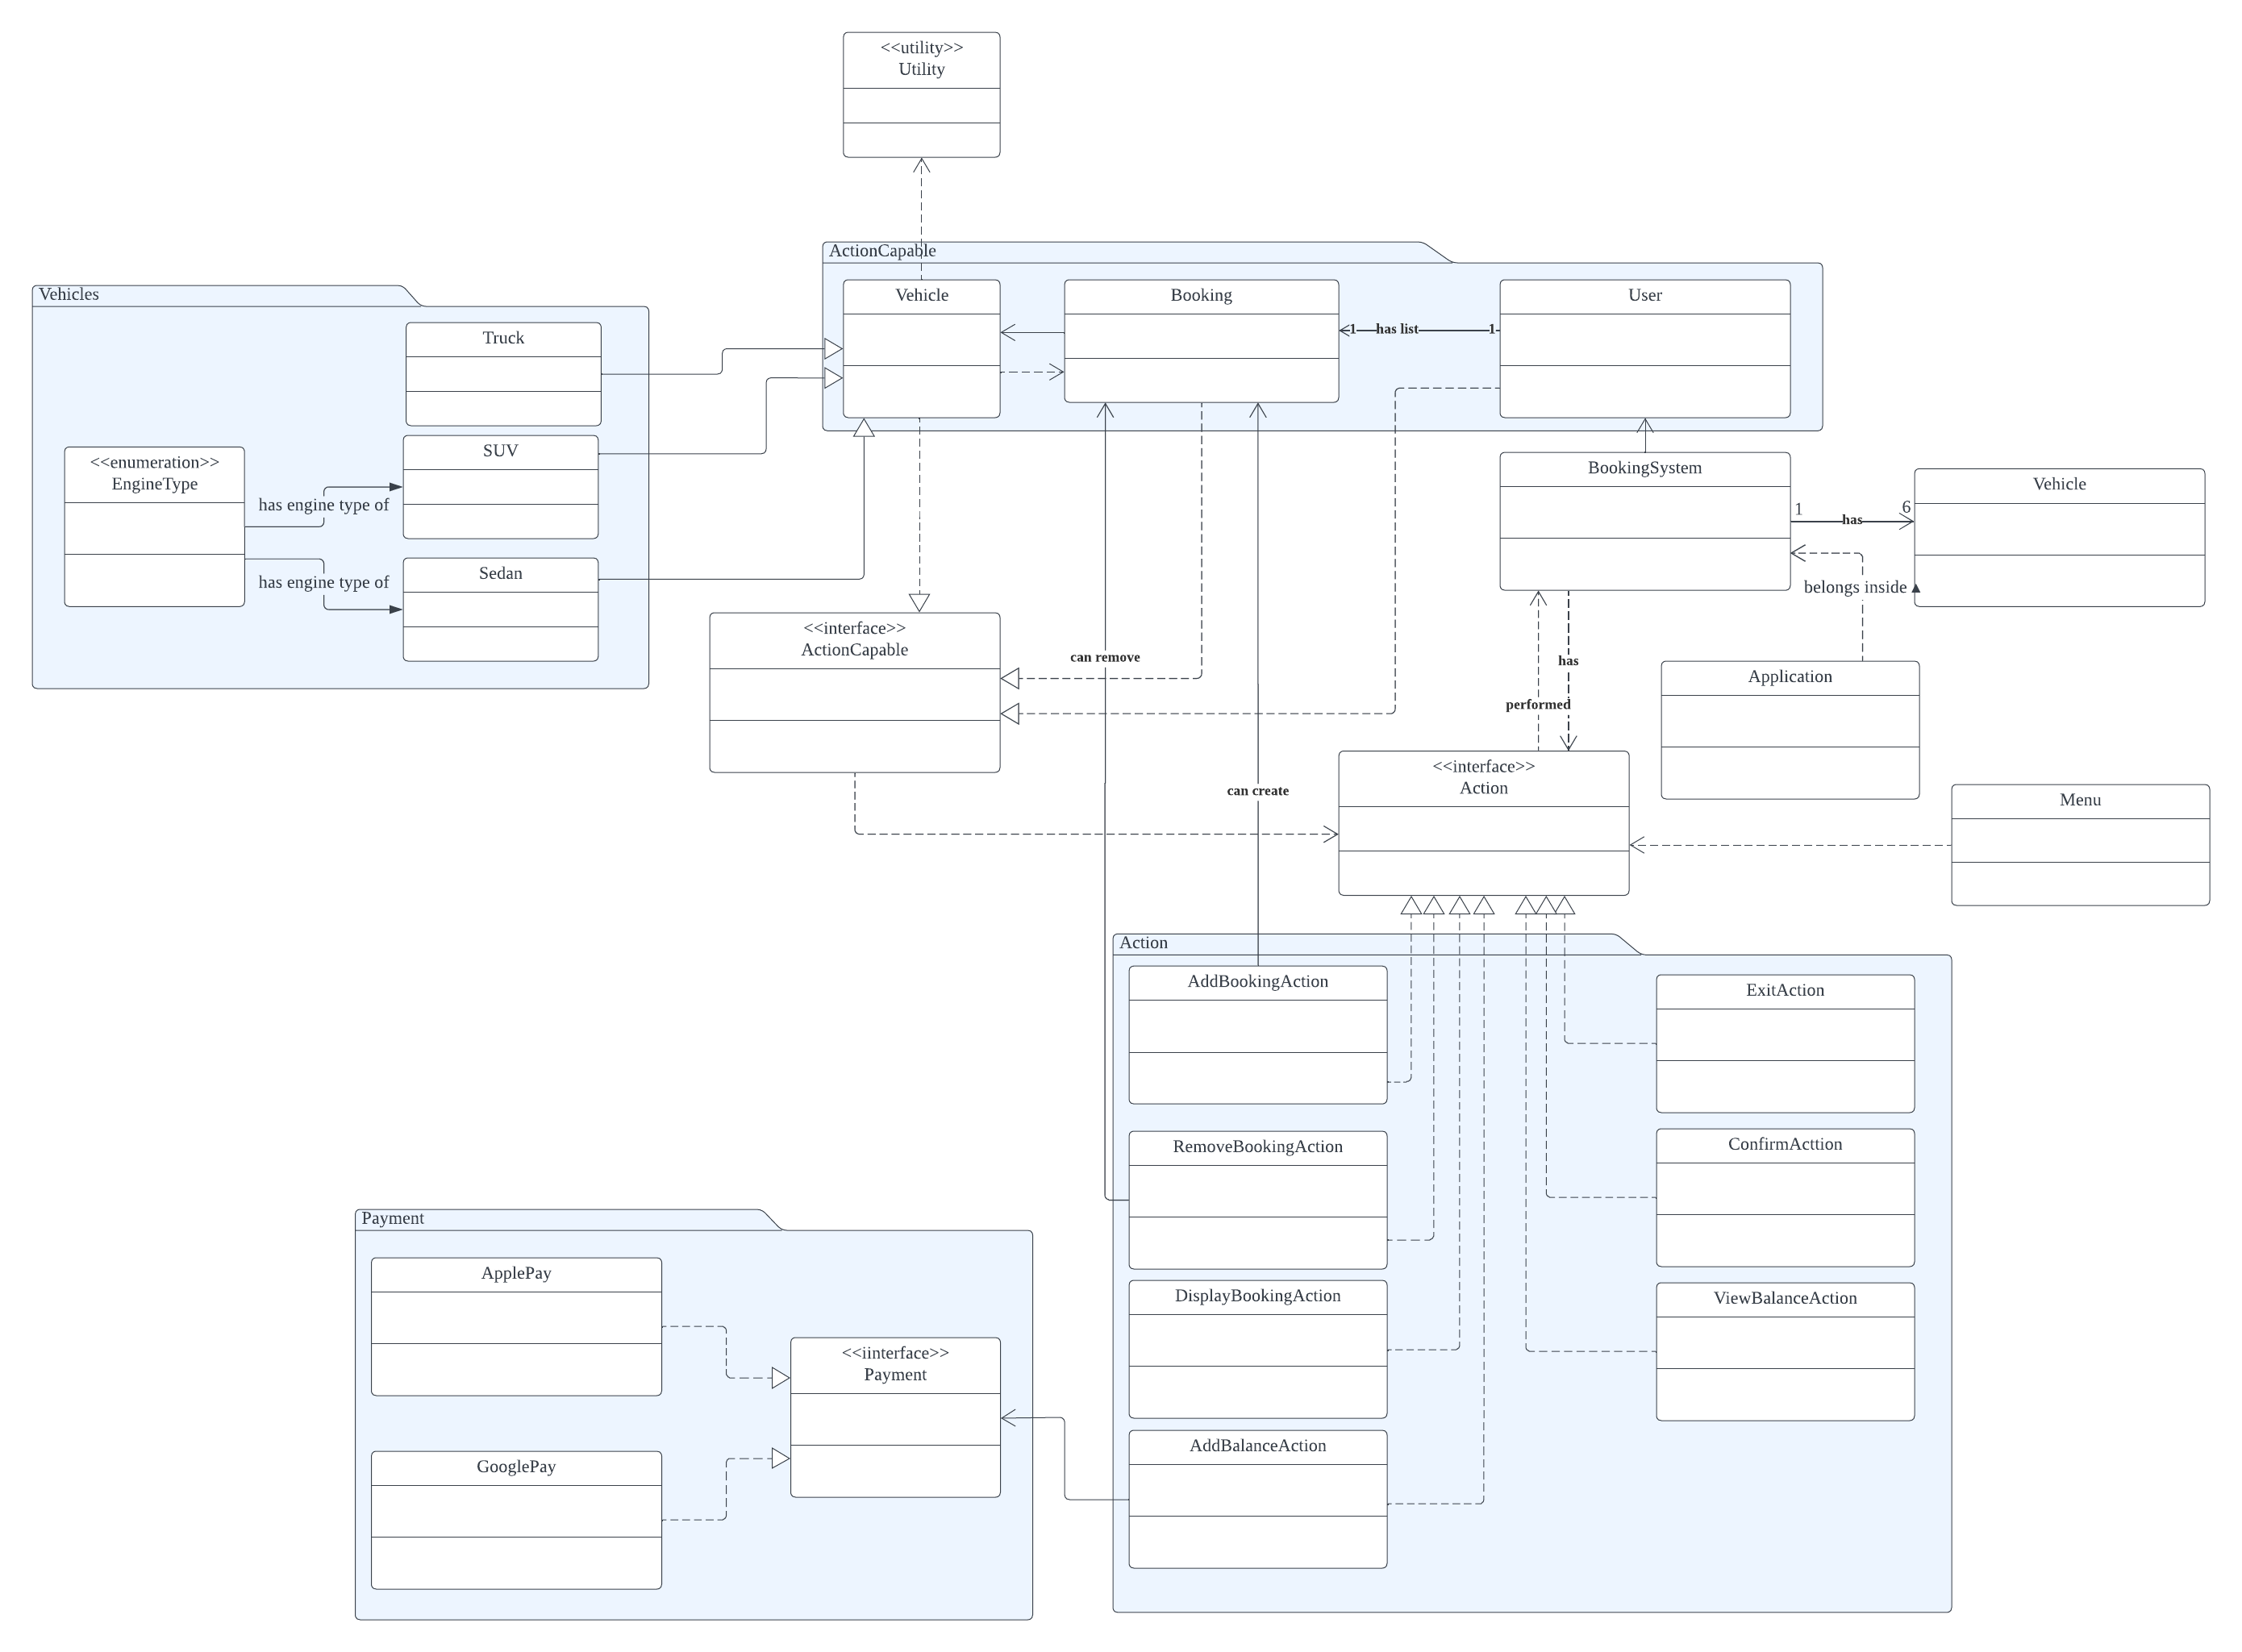 <<utility>>
Utility
ActionCapable
Vehicle
Booking
User
1
has list
1
Vehicles
Truck
SUV
<<enumeration>>
EngineType
has engine type of
has engine type of
Sedan
BookingSystem
1
has
6
Vehicle
belongs inside ▲
Application
<<interface>>
ActionCapable
can remove
has
performed
can create
<<interface>>
Action
Menu
Action
AddBookingAction
ExitAction
RemoveBookingAction
ConfirmActtion
DisplayBookingAction
ViewBalanceAction
AddBalanceAction
Payment
ApplePay
<<iinterface>>
Payment
GooglePay